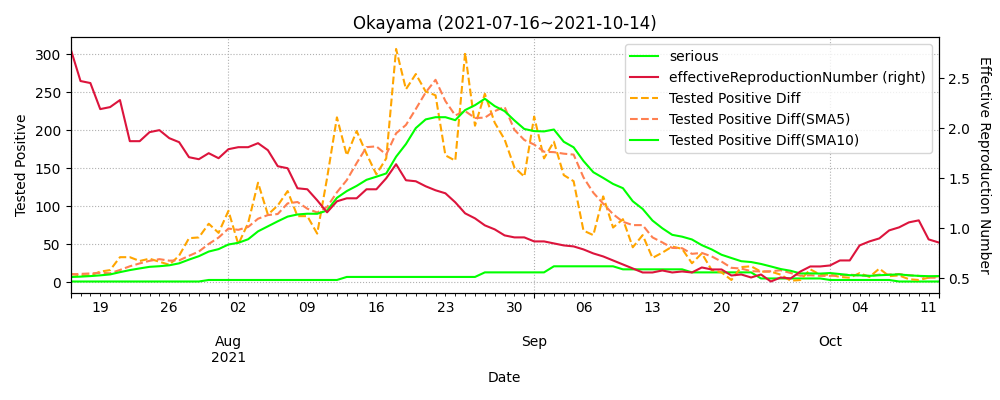 Okayama (2021-07-16~2021-10-14)
300
250
200
150
100
50
0
Tested Positive
2.5
2.0
1.5
1.0
0.5
Effective Reproduction Number
serious
effectiveReproductionNumber (right)
Tested Positive Diff
Tested Positive Diff(SMA5)
Tested Positive Diff(SMA10)
19 26 02 09 16 23 30 06 13 20 27 04 11
Aug Sep Oct
2021
Date